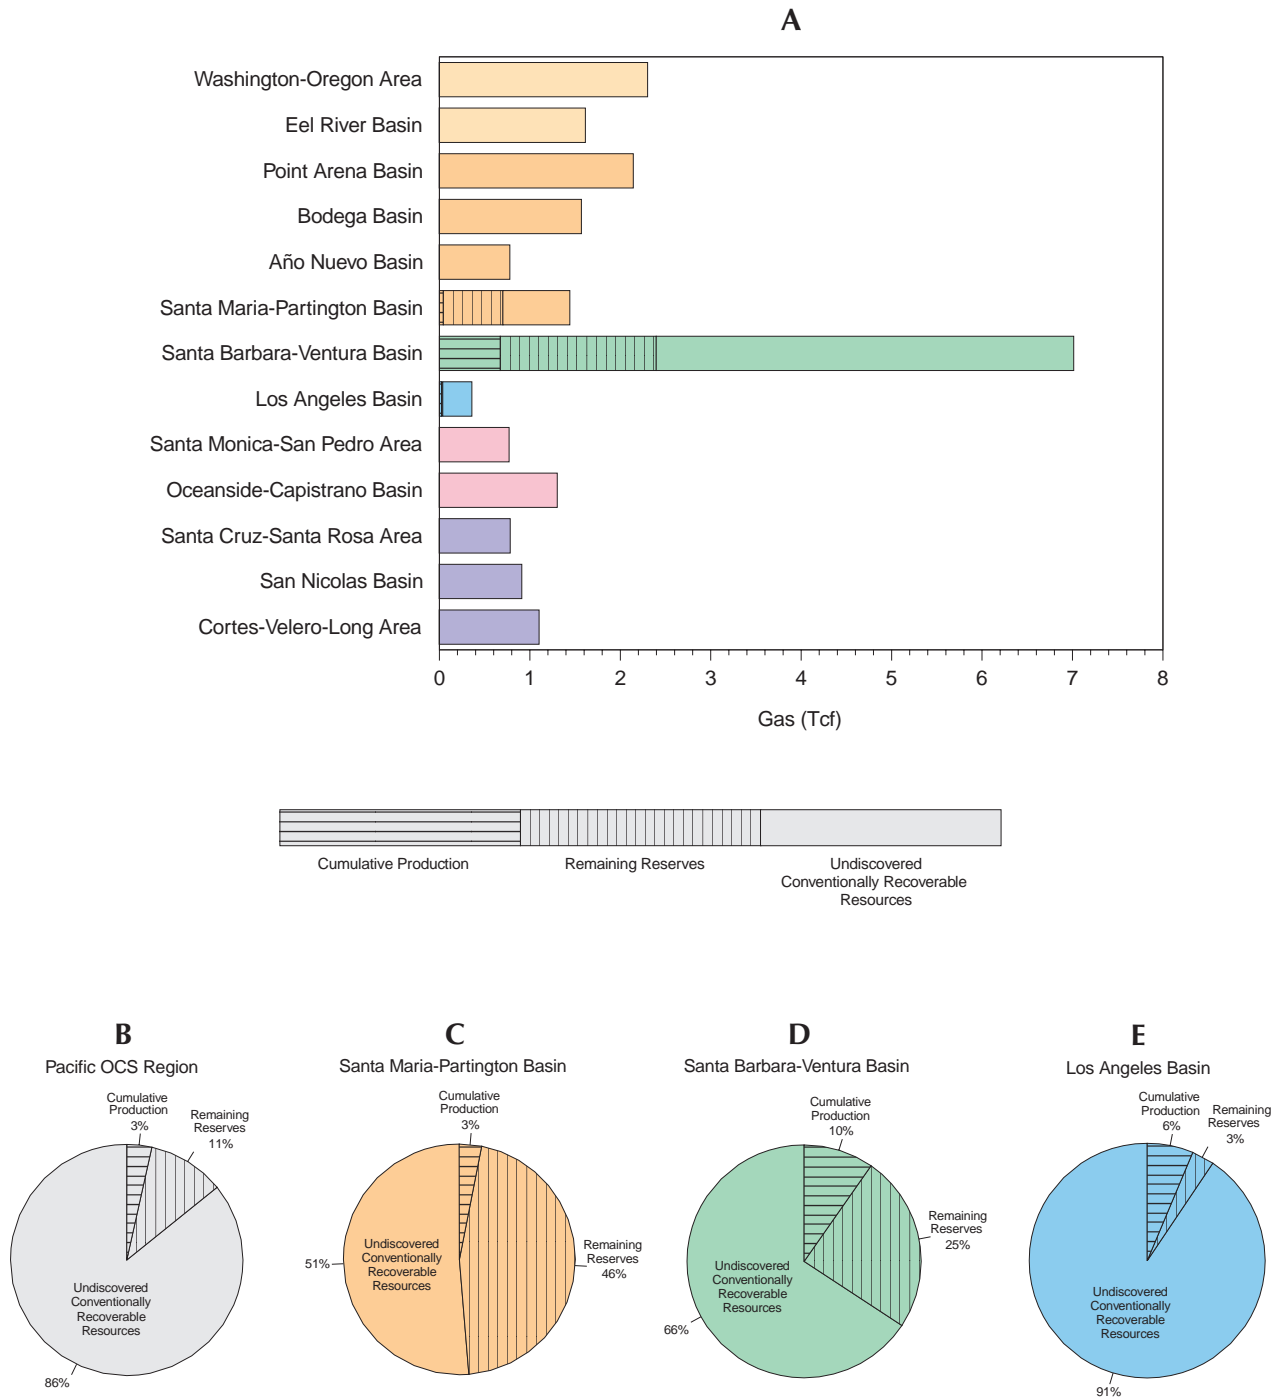 A
Washington-Oregon Area
Eel River Basin
Point Arena Basin
Bodega Basin
Año Nuevo Basin
Santa Maria-Partington Basin
Santa Barbara-Ventura Basin
Los Angeles Basin
Santa Monica-San Pedro Area
Oceanside-Capistrano Basin
Santa Cruz-Santa Rosa Area
San Nicolas Basin
Cortes-Velero-Long Area
0 1 2 3 4 5 6 7 8
Gas (Tcf)
Cumulative Production
Remaining Reserves
Undiscovered
Conventionally Recoverable
Resources
B
Pacific OCS Region
Cumulative
Production
3%
Remaining
Reserves
11%
Undiscovered
Conventionally
Recoverable
Resources
86%
C
Santa Maria-Partington Basin
Cumulative
Production
3%
Remaining
Reserves
46%
Undiscovered
Conventionally
Recoverable
Resources
51%
D
Santa Barbara-Ventura Basin
Cumulative
Production
10%
Remaining
Reserves
25%
Undiscovered
Conventionally
Recoverable
Resources
66%
E
Los Angeles Basin
Cumulative
Production
6%
Remaining
Reserves
3%
Undiscovered
Conventionally
Recoverable
Resources
91%